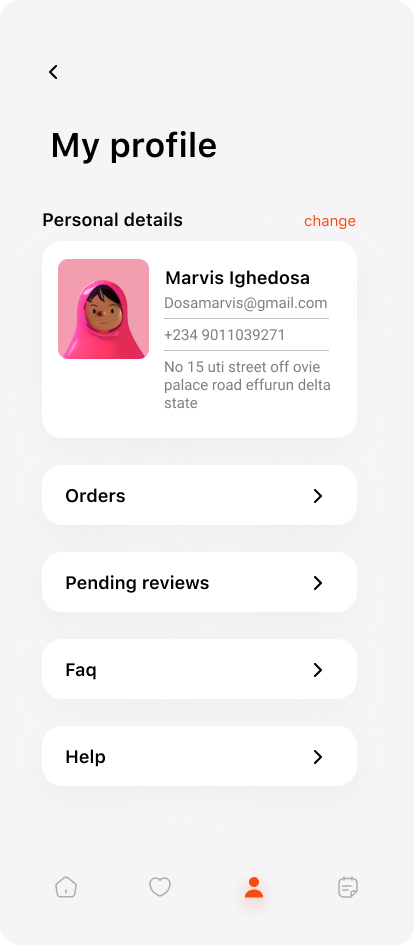 My profile
Personal details
change
Marvis Ighedosa
Dosamarvis@gmail.com
+234 9011039271
No 15 uti street off ovie
palace road effurun delta
state
Orders
Pending reviews
Faq
Help